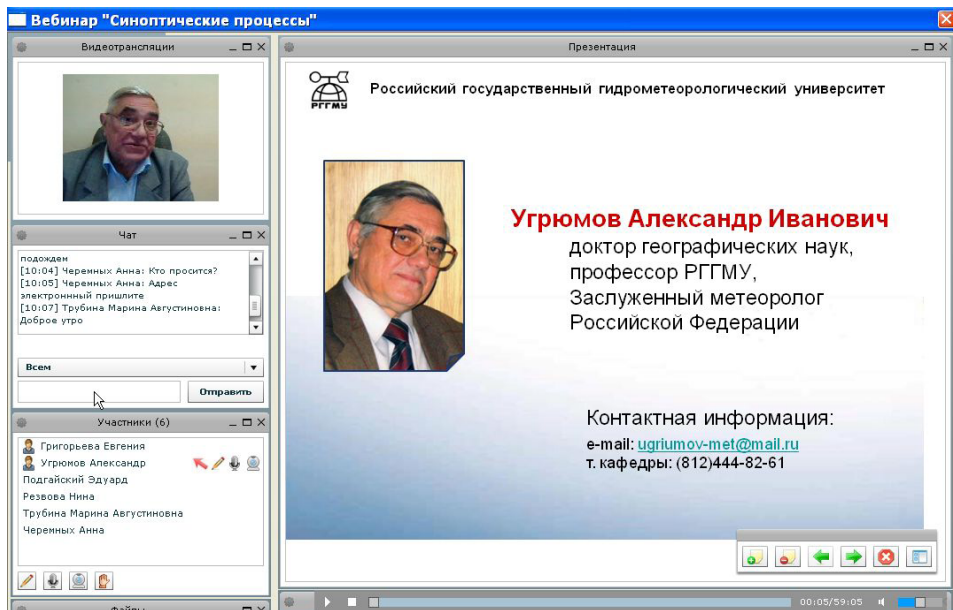 Вебинар "Синоптические процессы"
Видеотрансляции
Чат
подождем
[10:04] Черемных Анна: Кто просится?
[10:05] Черемных Анна: Адрес
электроннный пришлите
[10:07] Трубина Марина Августиновна:
Доброе утро
Всем
Отправить
Участники (6)
Григорьева Евгения
Угрюмов Александр
Подгайский Эдуард
Резвова Нина
Трубина Марина Августиновна
Черемных Анна
Файлы
Презентация
РГГМУ
Российский государственный гидрометеорологический университет
Угрюмов Александр Иванович
доктор географических наук,
профессор РГГМУ,
Заслуженный метеоролог
Российской Федерации
Контактная информация:
e-mail: ugriumov-met@mail.ru
т. кафедры: (812)444-82-61
00:05/59:05